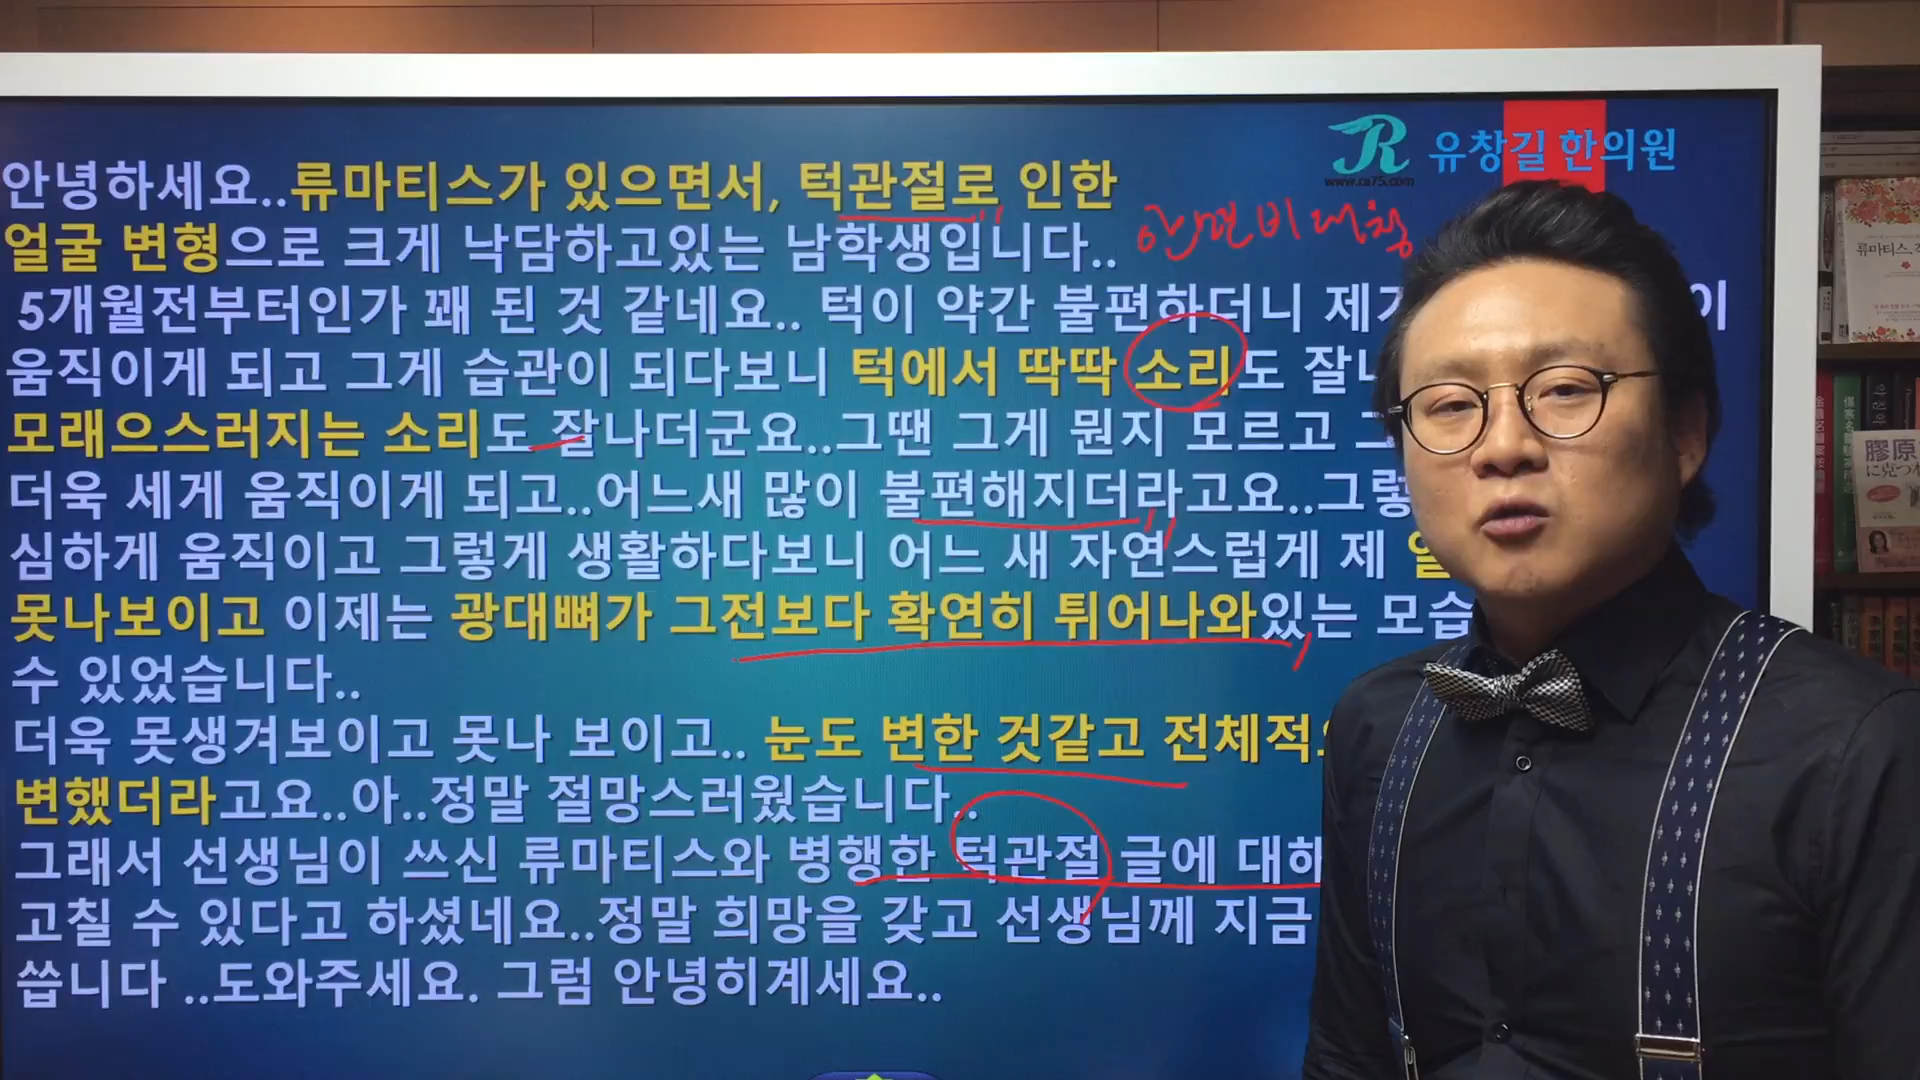 유창길 한의원
www.ra75.com
안녕하세요..류마티스가 있으면서, 턱관절로 인한
안면비대칭
얼굴 변형으로 크게 낙담하고있는 남학생입니다..
5개월전부터인가 꽤 된 것 같네요.. 턱이 약간 불편하더니 제가 이
움직이게 되고 그게 습관이 되다보니 턱에서 딱딱 소리도 잘나
모래으스러지는 소리도 잘나더군요..그땐 그게 뭔지 모르고 그
더욱 세게 움직이게 되고..어느새 많이 불편해지더라고요..그렇
심하게 움직이고 그렇게 생활하다보니 어느 새 자연스럽게 제
못나보이고 이제는 광대뼈가 그전보다 확연히 튀어나와있는 모습
수 있었습니다..
더욱 못생겨보이고 못나 보이고.. 눈도 변한 것같고 전체적으
변했더라고요..아..정말 절망스러웠습니다..
그래서 선생님이 쓰신 류마티스와 병행한 턱관절 글에 대해
고칠 수 있다고 하셨네요..정말 희망을 갖고 선생님께 지금
씁니다 ..도와주세요. 그럼 안녕히계세요..
류마티스,
膠原
に克つ